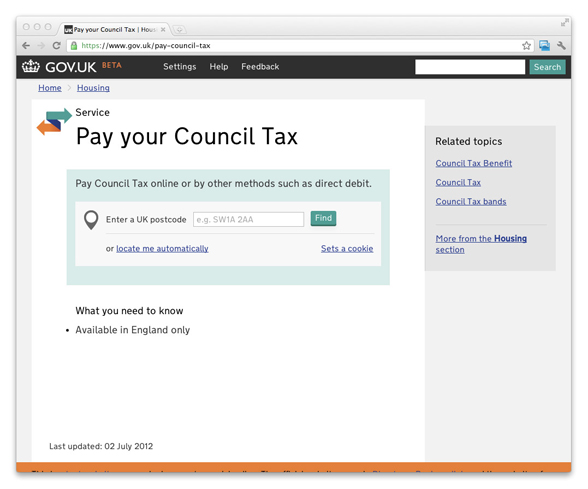 UK Pay your Council Tax | Hous
https://www.gov.uk/pay-council-tax
GOV.UK BETA Settings Help Feedback Search
Home Housing
Service
Pay your Council Tax
Pay Council Tax online or by other methods such as direct debit.
Enter a UK postcode e.g. SW1A 2AA Find
or locate me automatically Sets a cookie
What you need to know
• Available in England only
Last updated: 02 July 2012
Related topics
Council Tax Benefit
Council Tax
Council Tax bands
More from the Housing
section